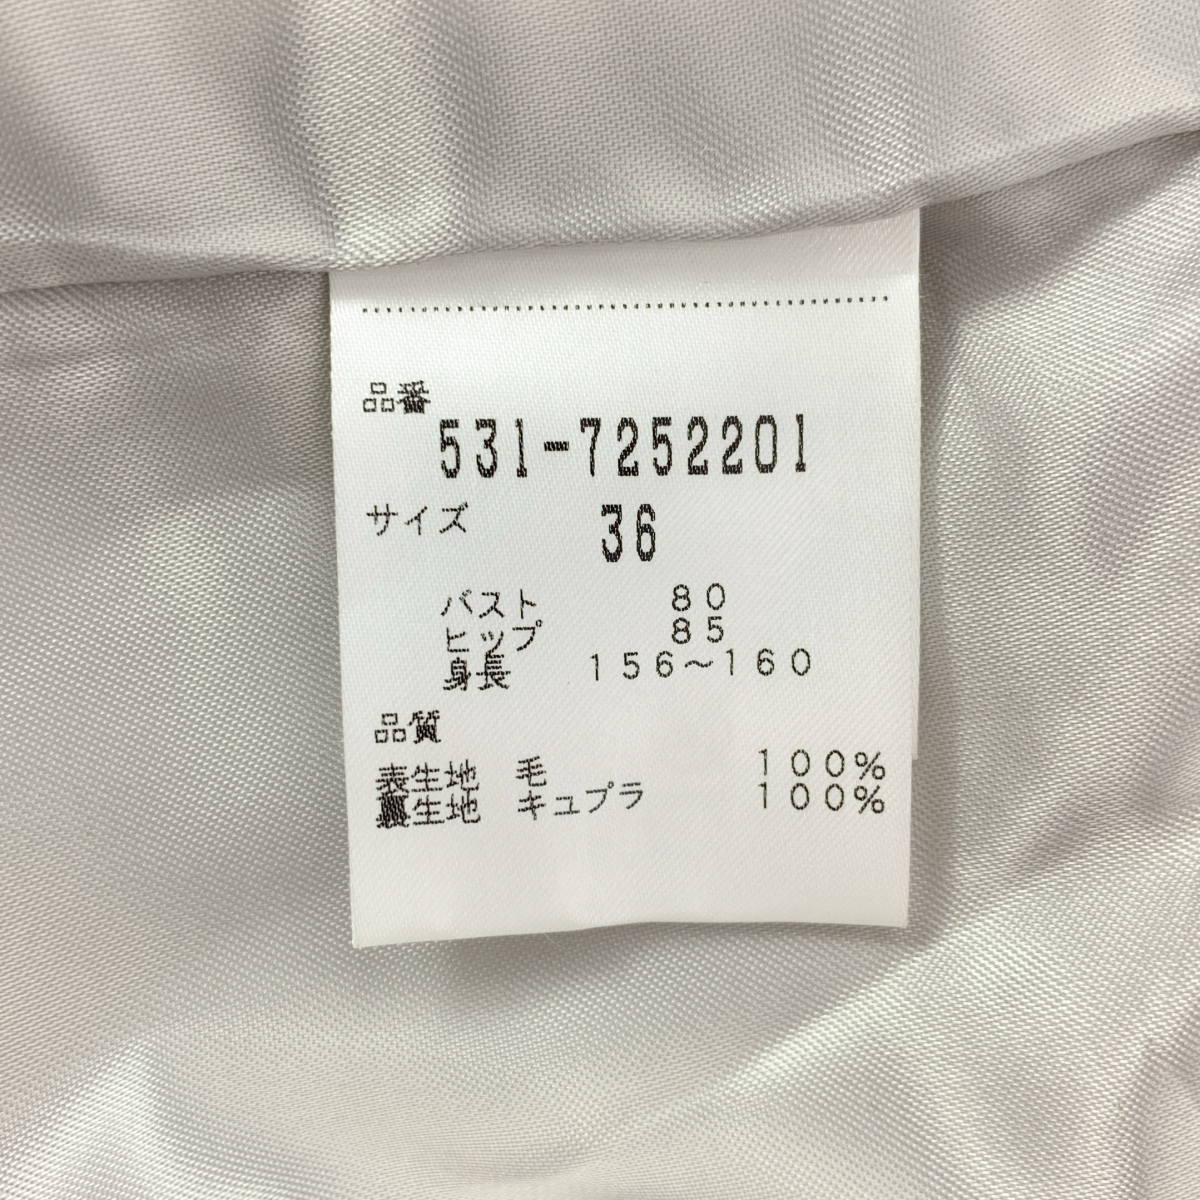 品番
531-7252201
サイズ 36
バスト 80
ヒップ 85
身長 156～160
品質
表生地 毛 100%
裏生地 キュプラ 100%